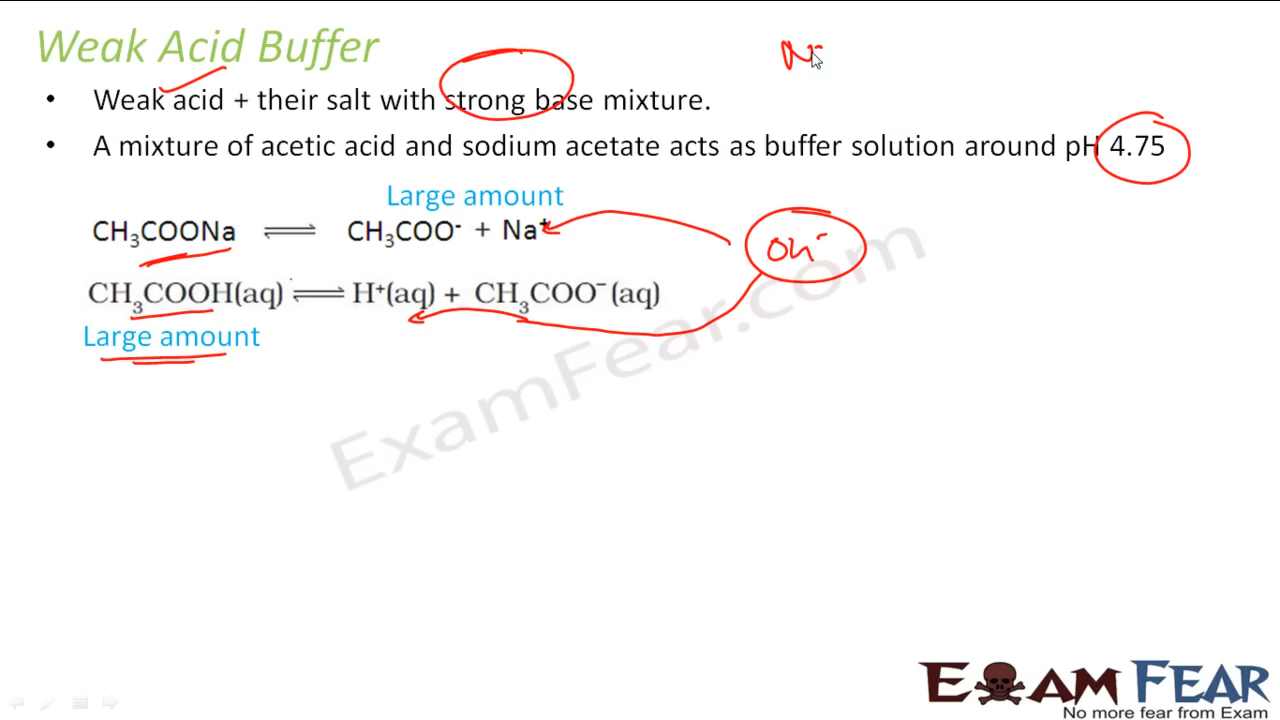 Weak Acid Buffer
• Weak acid + their salt with strong base mixture.
• A mixture of acetic acid and sodium acetate acts as buffer solution around pH 4.75
Large amount
CH₃COONa ⇌ CH₃COO⁻ + Na⁺
OH⁻
CH₃COOH(aq) ⇌ H⁺(aq) + CH₃COO⁻(aq)
Large amount
ExamFear.com
EXAM FEAR
No more fear from Exam